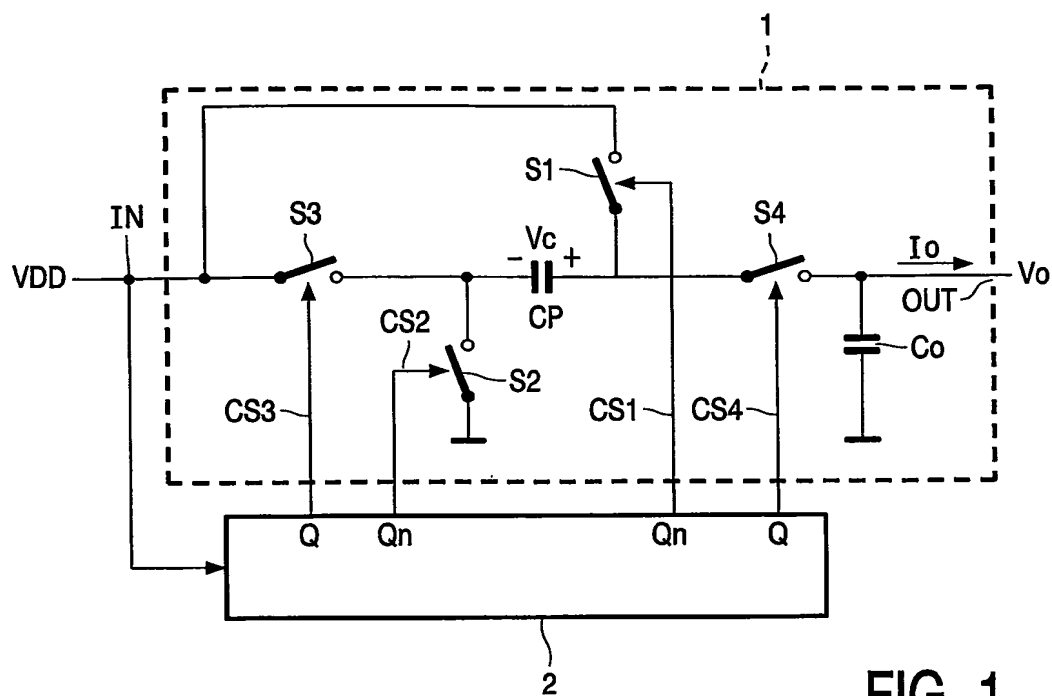 1
S1
IN
S3
S4
- Vc +
Io
VDD
Vo
OUT
CP
CS2
Co
S2
CS3
CS1
CS4
Q
Qn
Qn
Q
2
FIG. 1